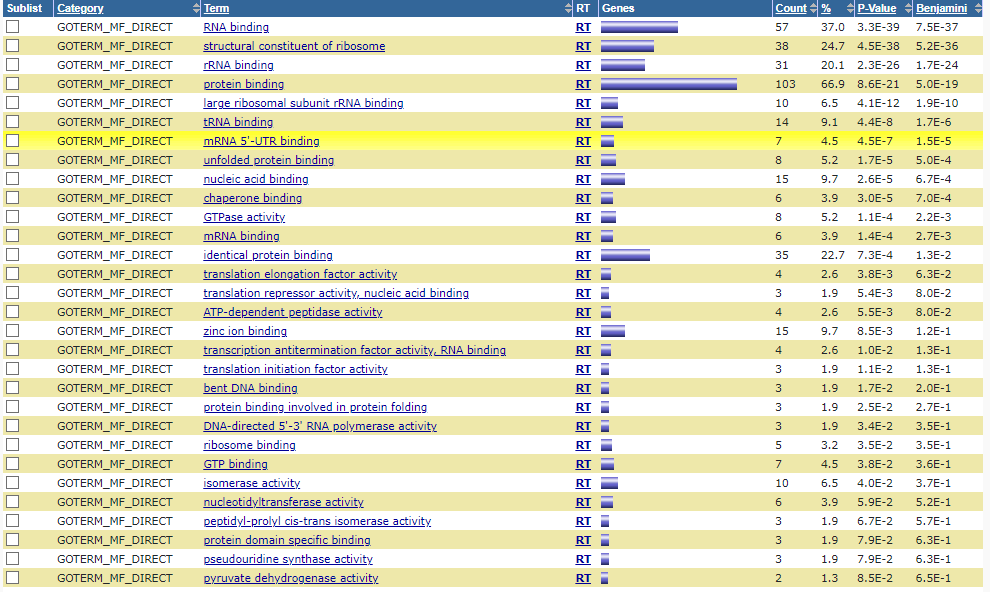 Sublist Category Term RT Genes Count % P-Value Benjamini
GOTERM_MF_DIRECT RNA binding RT 57 37.0 3.3E-39 7.5E-37
GOTERM_MF_DIRECT structural constituent of ribosome RT 38 24.7 4.5E-38 5.2E-36
GOTERM_MF_DIRECT rRNA binding RT 31 20.1 2.3E-26 1.7E-24
GOTERM_MF_DIRECT protein binding RT 103 66.9 8.6E-21 5.0E-19
GOTERM_MF_DIRECT large ribosomal subunit rRNA binding RT 10 6.5 4.1E-12 1.9E-10
GOTERM_MF_DIRECT tRNA binding RT 14 9.1 4.4E-8 1.7E-6
GOTERM_MF_DIRECT mRNA 5'-UTR binding RT 7 4.5 4.5E-7 1.5E-5
GOTERM_MF_DIRECT unfolded protein binding RT 8 5.2 1.7E-5 5.0E-4
GOTERM_MF_DIRECT nucleic acid binding RT 15 9.7 2.6E-5 6.7E-4
GOTERM_MF_DIRECT chaperone binding RT 6 3.9 3.0E-5 7.0E-4
GOTERM_MF_DIRECT GTPase activity RT 8 5.2 1.1E-4 2.2E-3
GOTERM_MF_DIRECT mRNA binding RT 6 3.9 1.4E-4 2.7E-3
GOTERM_MF_DIRECT identical protein binding RT 35 22.7 7.3E-4 1.3E-2
GOTERM_MF_DIRECT translation elongation factor activity RT 4 2.6 3.8E-3 6.3E-2
GOTERM_MF_DIRECT translation repressor activity, nucleic acid binding RT 3 1.9 5.4E-3 8.0E-2
GOTERM_MF_DIRECT ATP-dependent peptidase activity RT 4 2.6 5.5E-3 8.0E-2
GOTERM_MF_DIRECT zinc ion binding RT 15 9.7 8.5E-3 1.2E-1
GOTERM_MF_DIRECT transcription antitermination factor activity, RNA binding RT 4 2.6 1.0E-2 1.3E-1
GOTERM_MF_DIRECT translation initiation factor activity RT 3 1.9 1.1E-2 1.3E-1
GOTERM_MF_DIRECT bent DNA binding RT 3 1.9 1.7E-2 2.0E-1
GOTERM_MF_DIRECT protein binding involved in protein folding RT 3 1.9 2.5E-2 2.7E-1
GOTERM_MF_DIRECT DNA-directed 5'-3' RNA polymerase activity RT 3 1.9 3.4E-2 3.5E-1
GOTERM_MF_DIRECT ribosome binding RT 5 3.2 3.5E-2 3.5E-1
GOTERM_MF_DIRECT GTP binding RT 7 4.5 3.8E-2 3.6E-1
GOTERM_MF_DIRECT isomerase activity RT 10 6.5 4.0E-2 3.7E-1
GOTERM_MF_DIRECT nucleotidyltransferase activity RT 6 3.9 5.9E-2 5.2E-1
GOTERM_MF_DIRECT peptidyl-prolyl cis-trans isomerase activity RT 3 1.9 6.7E-2 5.7E-1
GOTERM_MF_DIRECT protein domain specific binding RT 3 1.9 7.9E-2 6.3E-1
GOTERM_MF_DIRECT pseudouridine synthase activity RT 3 1.9 7.9E-2 6.3E-1
GOTERM_MF_DIRECT pyruvate dehydrogenase activity RT 2 1.3 8.5E-2 6.5E-1